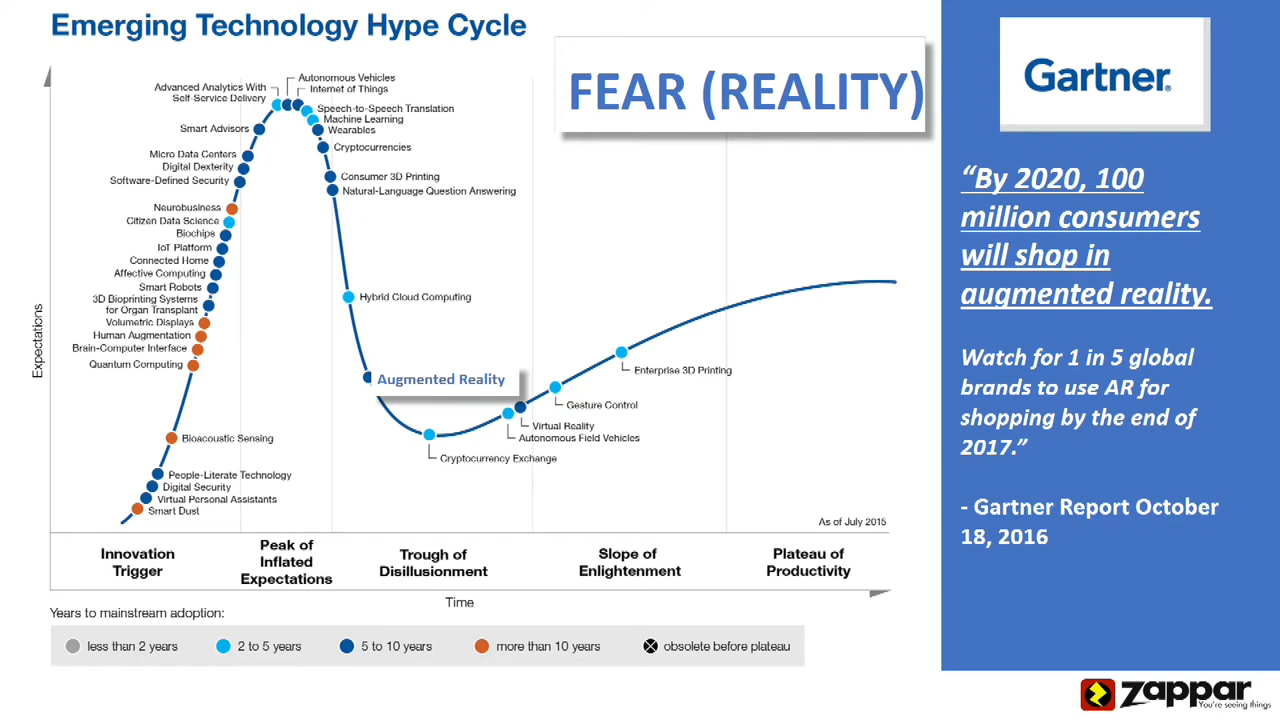 Emerging Technology Hype Cycle
FEAR (REALITY)
Gartner.
Advanced Analytics With
Self-Service Delivery
Autonomous Vehicles
Internet of Things
Speech-to-Speech Translation
Machine Learning
Wearables
Smart Advisors
Cryptocurrencies
Micro Data Centers
Digital Dexterity
Software-Defined Security
Consumer 3D Printing
Natural-Language Question Answering
Neurobusiness
Citizen Data Science
Biochips
IoT Platform
Connected Home
Affective Computing
Smart Robots
3D Bioprinting Systems
for Organ Transplant
Volumetric Displays
Human Augmentation
Brain-Computer Interface
Quantum Computing
Hybrid Cloud Computing
Augmented Reality
Enterprise 3D Printing
Gesture Control
Virtual Reality
Autonomous Field Vehicles
Cryptocurrency Exchange
Bioacoustic Sensing
People-Literate Technology
Digital Security
Virtual Personal Assistants
Smart Dust
Expectations
As of July 2015
Innovation
Trigger
Peak of
Inflated
Expectations
Trough of
Disillusionment
Slope of
Enlightenment
Plateau of
Productivity
Time
Years to mainstream adoption:
less than 2 years
2 to 5 years
5 to 10 years
more than 10 years
obsolete before plateau
“By 2020, 100
million consumers
will shop in
augmented reality.
Watch for 1 in 5 global
brands to use AR for
shopping by the end of
2017.”
- Gartner Report October
18, 2016
zappar
You're seeing things